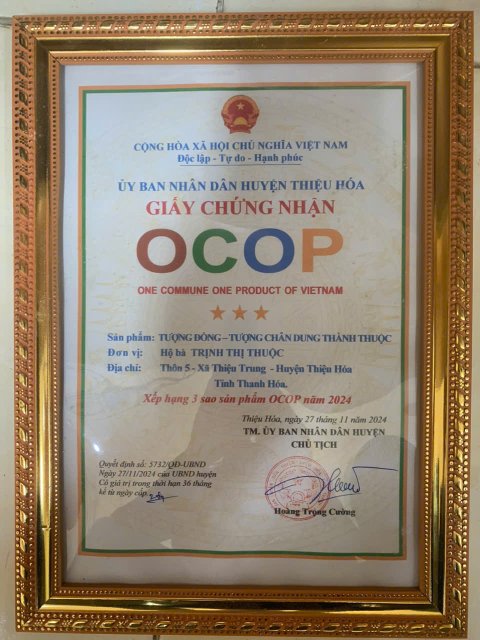 CỘNG HÒA XÃ HỘI CHỦ NGHĨA VIỆT NAM
Độc lập - Tự do - Hạnh phúc
ỦY BAN NHÂN DÂN HUYỆN THIỆU HÓA
GIẤY CHỨNG NHẬN
OCOP
ONE COMMUNE ONE PRODUCT OF VIETNAM
Sản phẩm: TƯỢNG ĐỒNG – TƯỢNG CHÂN DUNG THÀNH THUỘC
Đơn vị: Hộ bà TRỊNH THỊ THUỘC
Địa chỉ: Thôn 5 - Xã Thiệu Trung - Huyện Thiệu Hóa
Tỉnh Thanh Hóa.
Xếp hạng 3 sao sản phẩm OCOP năm 2024
Thiệu Hóa, ngày 27 tháng 11 năm 2024
TM. ỦY BAN NHÂN DÂN HUYỆN
CHỦ TỊCH
Quyết định số: 5732/QĐ-UBND
Ngày 27/11/2024 của UBND huyện
Có giá trị trong thời hạn 36 tháng
kể từ ngày cấp
Hoàng Trọng Cường